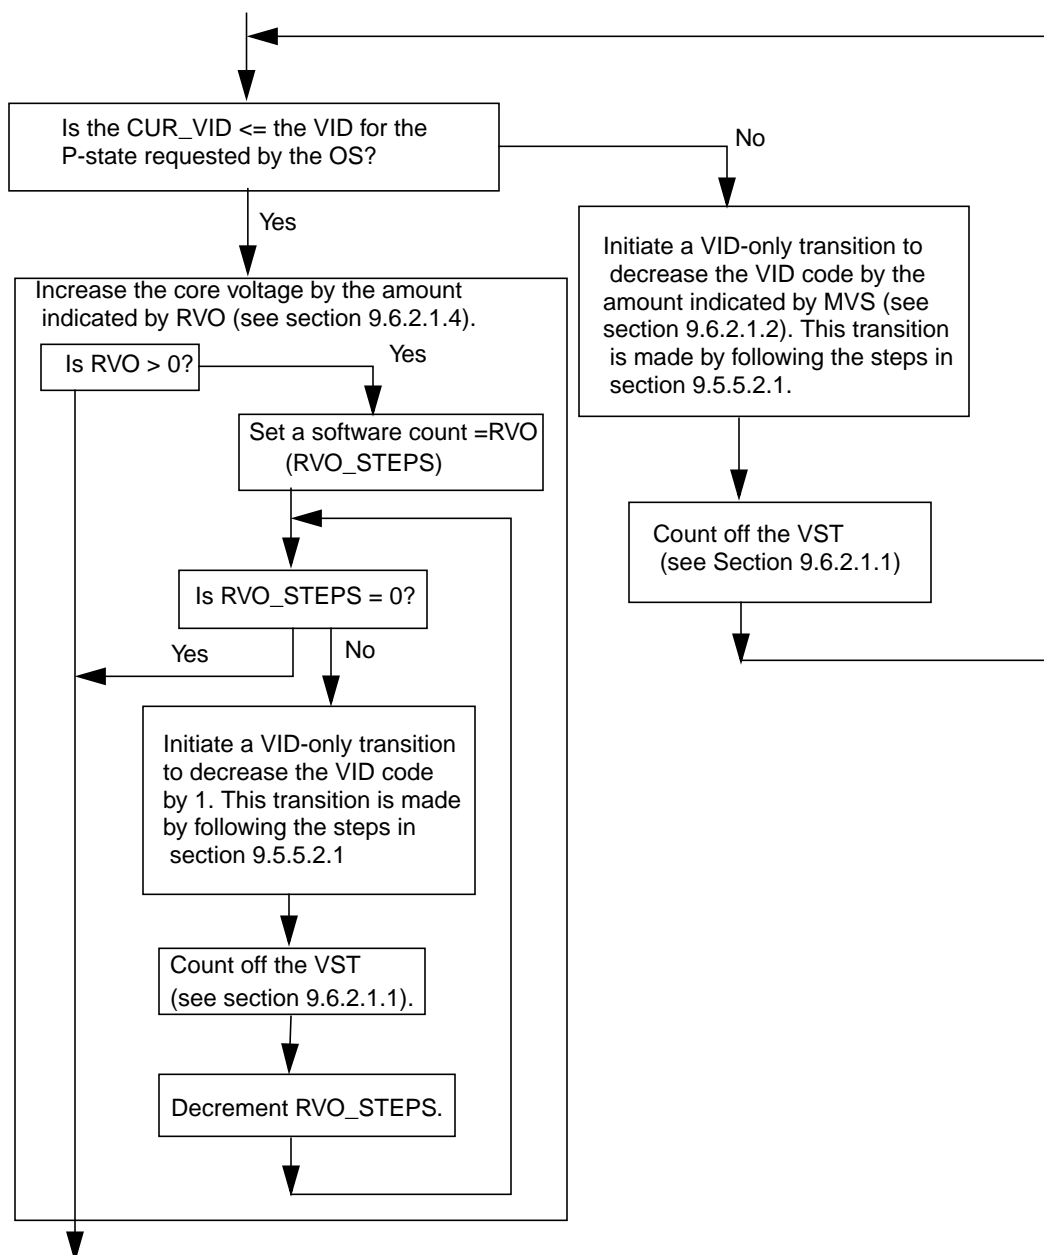 Is the CUR_VID <= the VID for the
P-state requested by the OS?
No
Yes
Initiate a VID-only transition to
decrease the VID code by the
amount indicated by MVS (see
section 9.6.2.1.2). This transition
is made by following the steps in
section 9.5.5.2.1.
Increase the core voltage by the amount
indicated by RVO (see section 9.6.2.1.4).
Is RVO > 0?
Yes
Set a software count =RVO
(RVO_STEPS)
Count off the VST
(see Section 9.6.2.1.1)
Is RVO_STEPS = 0?
Yes
No
Initiate a VID-only transition
to decrease the VID code
by 1. This transition is made
by following the steps in
section 9.5.5.2.1
Count off the VST
(see section 9.6.2.1.1).
Decrement RVO_STEPS.